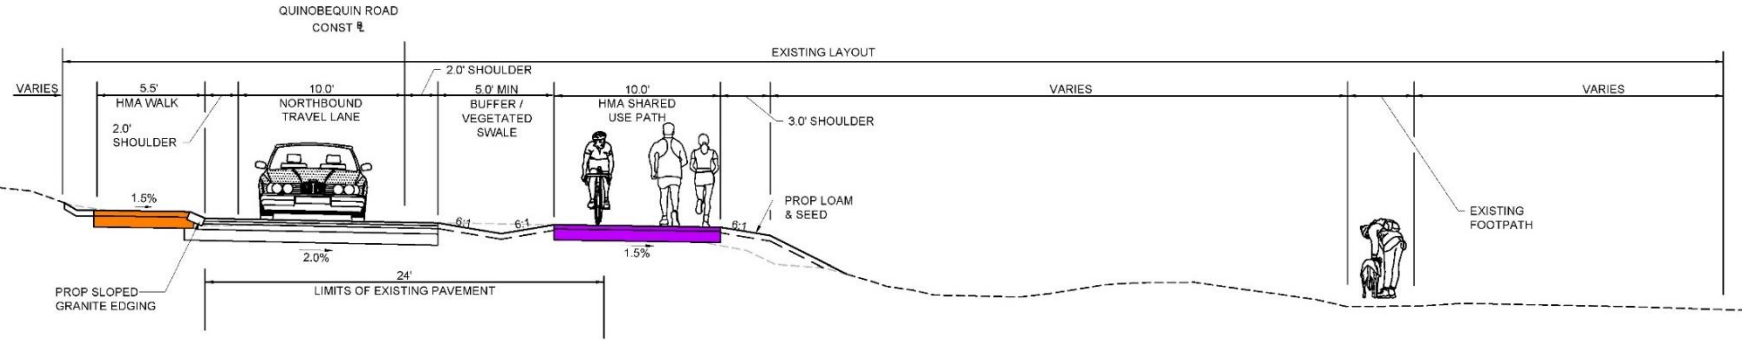 QUINOBEQUIN ROAD
CONST ℄
EXISTING LAYOUT
VARIES
5.5'
HMA WALK
2.0'
SHOULDER
10.0'
NORTHBOUND
TRAVEL LANE
2.0' SHOULDER
5.0' MIN
BUFFER /
VEGETATED
SWALE
10.0'
HMA SHARED
USE PATH
3.0' SHOULDER
VARIES
VARIES
1.5%
6:1
6:1
6:1
PROP LOAM
& SEED
EXISTING
FOOTPATH
2.0%
1.5%
PROP SLOPED
GRANITE EDGING
24'
LIMITS OF EXISTING PAVEMENT